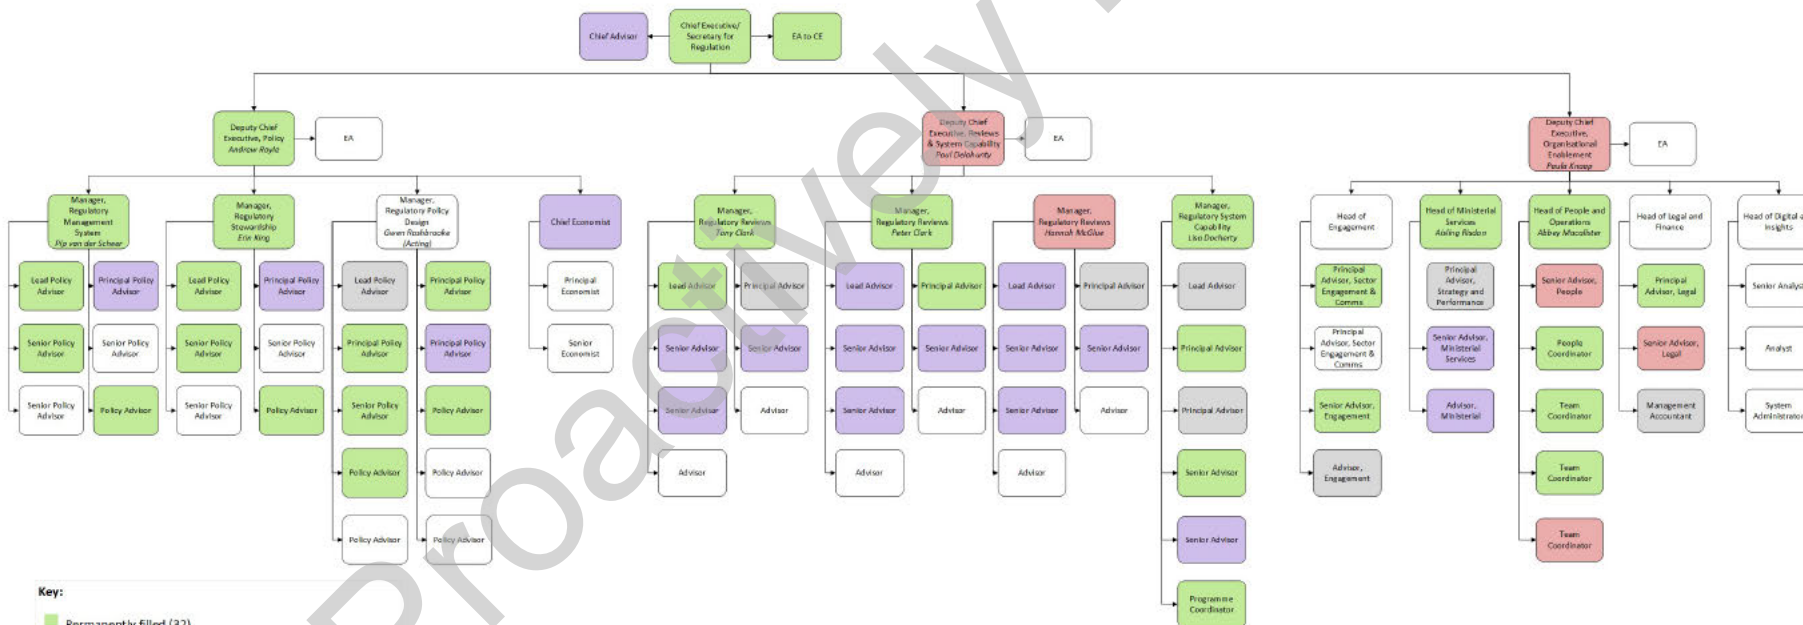 Chief Advisor
Chief Executive/
Secretary for
Regulation
EA to CE
Deputy Chief
Executive, Policy
Andrew Royle
EA
Deputy Chief
Executive, Reviews
& System Capability
Paul Delahunty
EA
Deputy Chief
Executive,
Organisational
Enablement
Paula Knaap
EA
Manager,
Regulatory
Management
System
Pip van der Scheer
Manager,
Regulatory
Stewardship
Erin King
Manager,
Regulatory Policy
Design
Gwen Rashbrooke
(Acting)
Chief Economist
Manager,
Regulatory Reviews
Tony Clark
Manager,
Regulatory Reviews
Peter Clark
Manager,
Regulatory Reviews
Hannah McGlue
Manager,
Regulatory System
Capability
Lisa Docherty
Head of
Engagement
Head of Ministerial
Services
Aisling Risdon
Head of People and
Operations
Abbey Macalister
Head of Legal and
Finance
Head of Digital
Insights
Lead Policy
Advisor
Principal Policy
Advisor
Lead Policy
Advisor
Principal Policy
Advisor
Lead Policy
Advisor
Principal Policy
Advisor
Principal
Economist
Lead Advisor
Principal Advisor
Lead Advisor
Principal Advisor
Lead Advisor
Principal Advisor
Lead Advisor
Principal
Advisor, Sector
Engagement &
Comms
Principal
Advisor,
Strategy and
Performance
Senior Advisor,
People
Principal
Advisor, Legal
Senior Analyst
Senior Policy
Advisor
Senior Policy
Advisor
Senior Policy
Advisor
Senior Policy
Advisor
Principal Policy
Advisor
Principal Policy
Advisor
Senior
Economist
Senior Advisor
Senior Advisor
Senior Advisor
Senior Advisor
Senior Advisor
Senior Advisor
Principal Advisor
Principal
Advisor, Sector
Engagement &
Comms
Senior Advisor,
Ministerial
Services
People
Coordinator
Senior Advisor,
Legal
Analyst
Senior Policy
Advisor
Policy Advisor
Senior Policy
Advisor
Policy Advisor
Senior Policy
Advisor
Policy Advisor
Senior Advisor
Advisor
Senior Advisor
Advisor
Senior Advisor
Advisor
Principal Advisor
Senior Advisor,
Engagement
Advisor,
Ministerial
Team
Coordinator
Management
Accountant
System
Administrator
Policy Advisor
Policy Advisor
Advisor
Advisor
Advisor
Senior Advisor
Advisor,
Engagement
Team
Coordinator
Policy Advisor
Policy Advisor
Senior Advisor
Team
Coordinator
Programme
Coordinator
Key:
Permanently filled (32)
Proactively